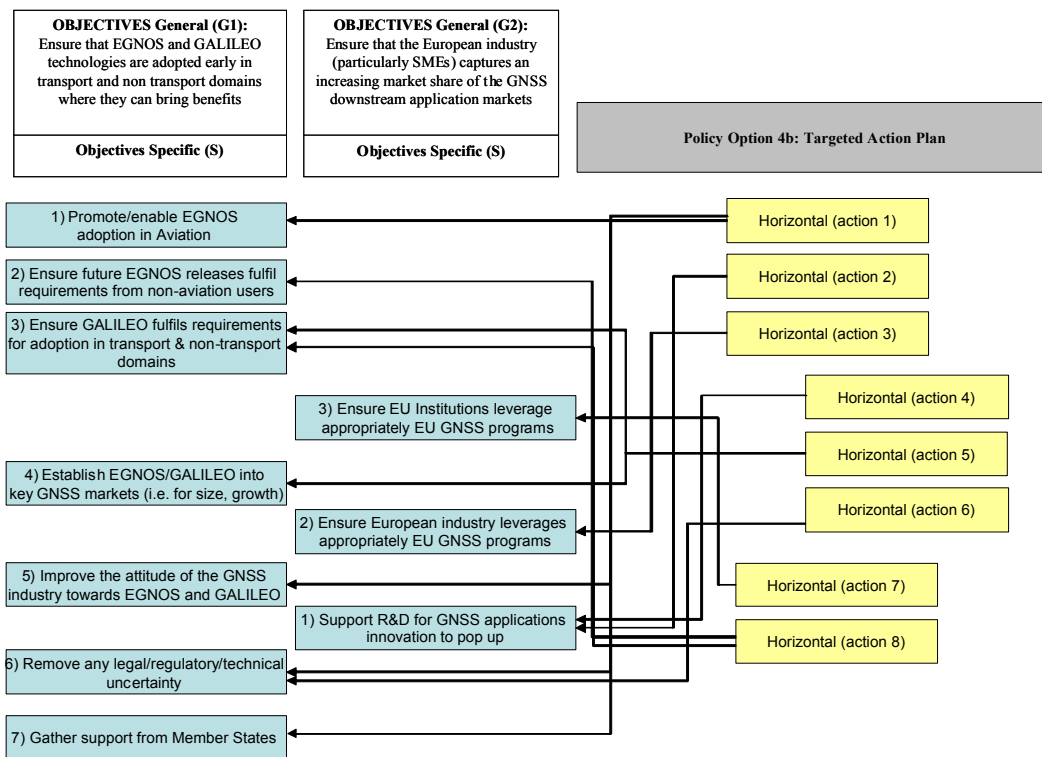 OBJECTIVES General (G1):
Ensure that EGNOS and GALILEO
technologies are adopted early in
transport and non transport domains
where they can bring benefits
Objectives Specific (S)
OBJECTIVES General (G2):
Ensure that the European industry
(particularly SMEs) captures an
increasing market share of the GNSS
downstream application markets
Objectives Specific (S)
Policy Option 4b: Targeted Action Plan
1) Promote/enable EGNOS
adoption in Aviation
2) Ensure future EGNOS releases fulfil
requirements from non-aviation users
3) Ensure GALILEO fulfils requirements
for adoption in transport & non-transport
domains
4) Establish EGNOS/GALILEO into
key GNSS markets (i.e. for size, growth)
5) Improve the attitude of the GNSS
industry towards EGNOS and GALILEO
6) Remove any legal/regulatory/technical
uncertainty
7) Gather support from Member States
3) Ensure EU Institutions leverage
appropriately EU GNSS programs
2) Ensure European industry leverages
appropriately EU GNSS programs
1) Support R&D for GNSS applications
innovation to pop up
Horizontal (action 1)
Horizontal (action 2)
Horizontal (action 3)
Horizontal (action 4)
Horizontal (action 5)
Horizontal (action 6)
Horizontal (action 7)
Horizontal (action 8)